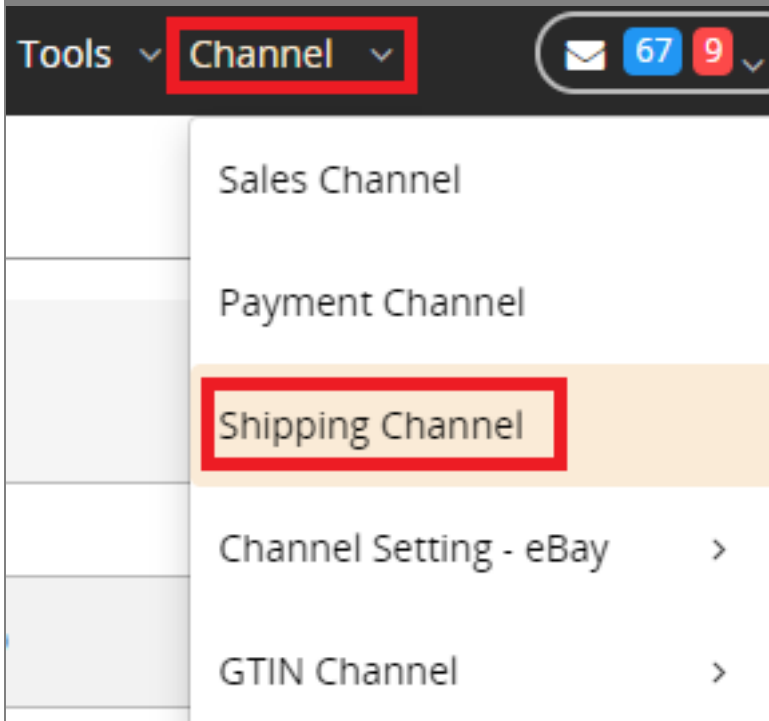 Tools Channel 67 9
Sales Channel
Payment Channel
Shipping Channel
Channel Setting - eBay
GTIN Channel